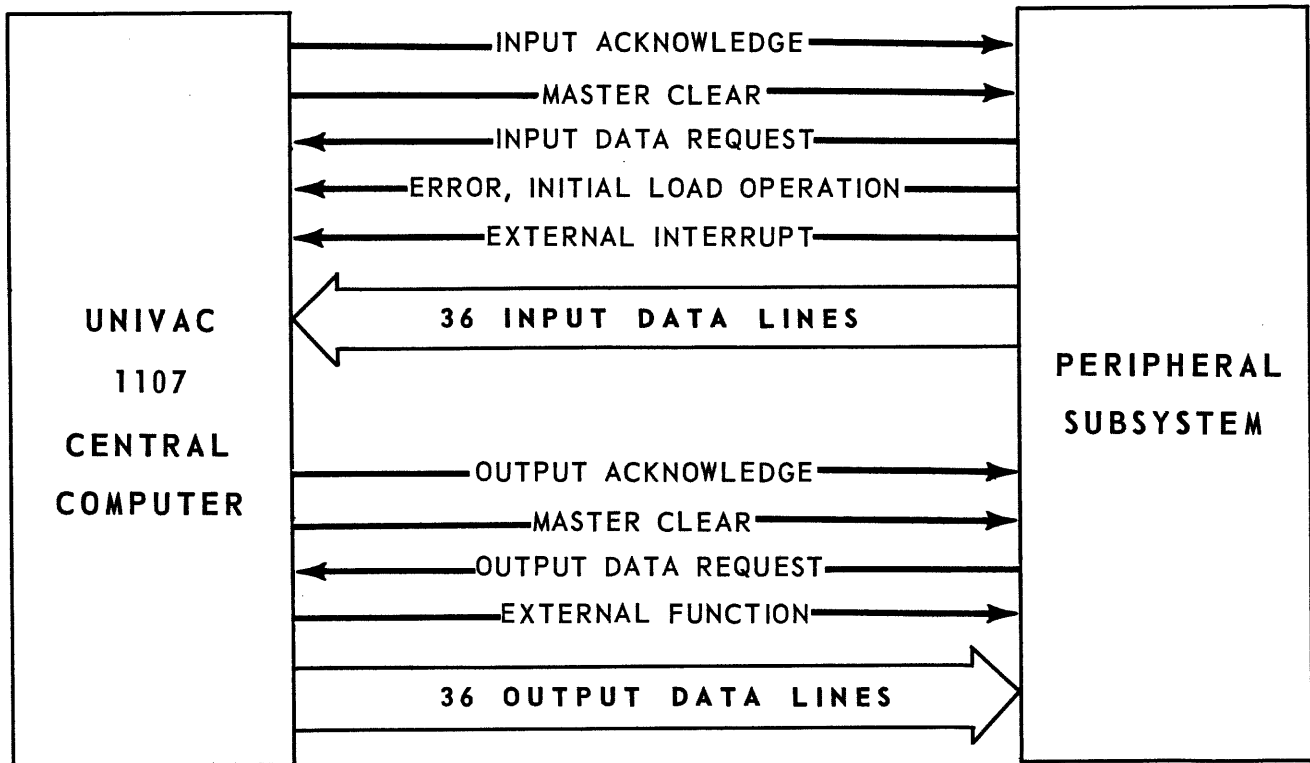 INPUT ACKNOWLEDGE
MASTER CLEAR
INPUT DATA REQUEST
ERROR, INITIAL LOAD OPERATION
EXTERNAL INTERRUPT
36 INPUT DATA LINES
UNIVAC
1107
CENTRAL
COMPUTER
PERIPHERAL
SUBSYSTEM
OUTPUT ACKNOWLEDGE
MASTER CLEAR
OUTPUT DATA REQUEST
EXTERNAL FUNCTION
36 OUTPUT DATA LINES